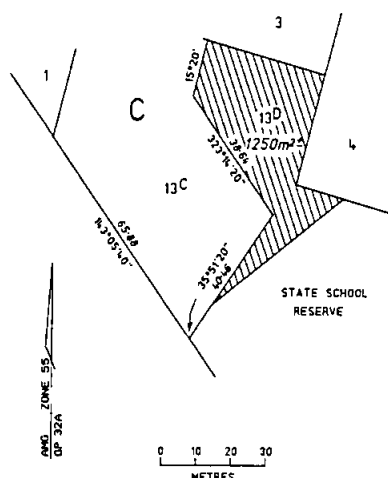 3
1
15°20'
C
13D
1250m²±
4
38·64
323°14'20"
13C
65·88
143°05'40"
35°51'20"
40·48
STATE SCHOOL
RESERVE
AMG ZONE 55
QP 32A
0 10 20 30
METRES